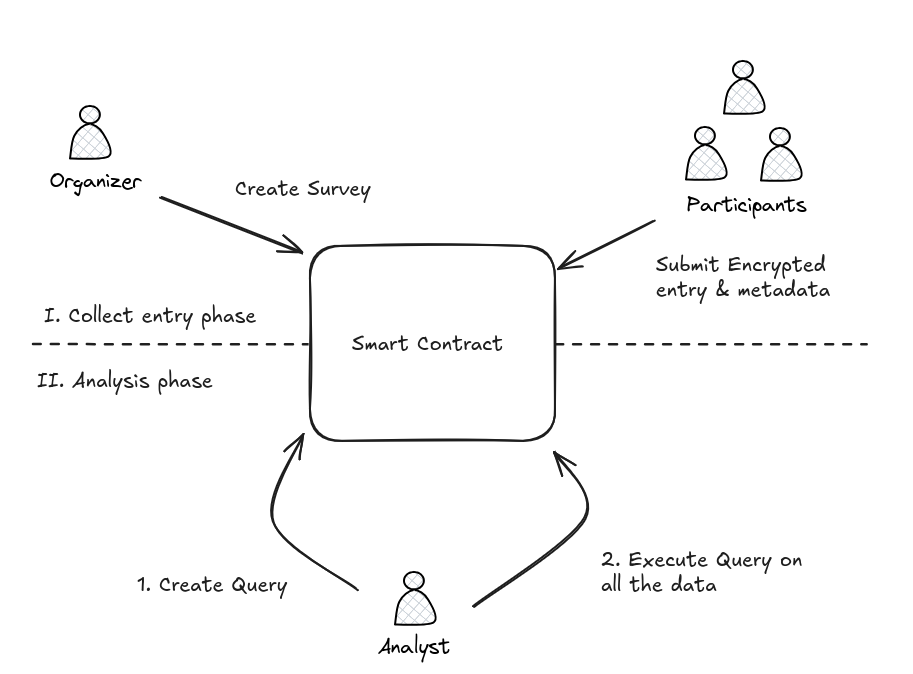 Organizer
Create Survey
Participants
Submit Encrypted
entry & metadata
I. Collect entry phase
Smart Contract
II. Analysis phase
1. Create Query
2. Execute Query on
all the data
Analyst